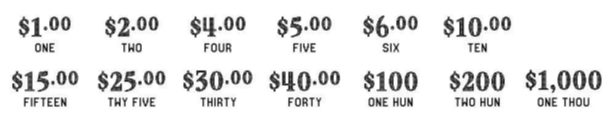 $1.00 $2.00 $4.00 $5.00 $6.00 $10.00
ONE TWO FOUR FIVE SIX TEN
$15.00 $25.00 $30.00 $40.00 $100 $200 $1,000
FIFTEEN TWY FIVE THIRTY FORTY ONE HUN TWO HUN ONE THOU